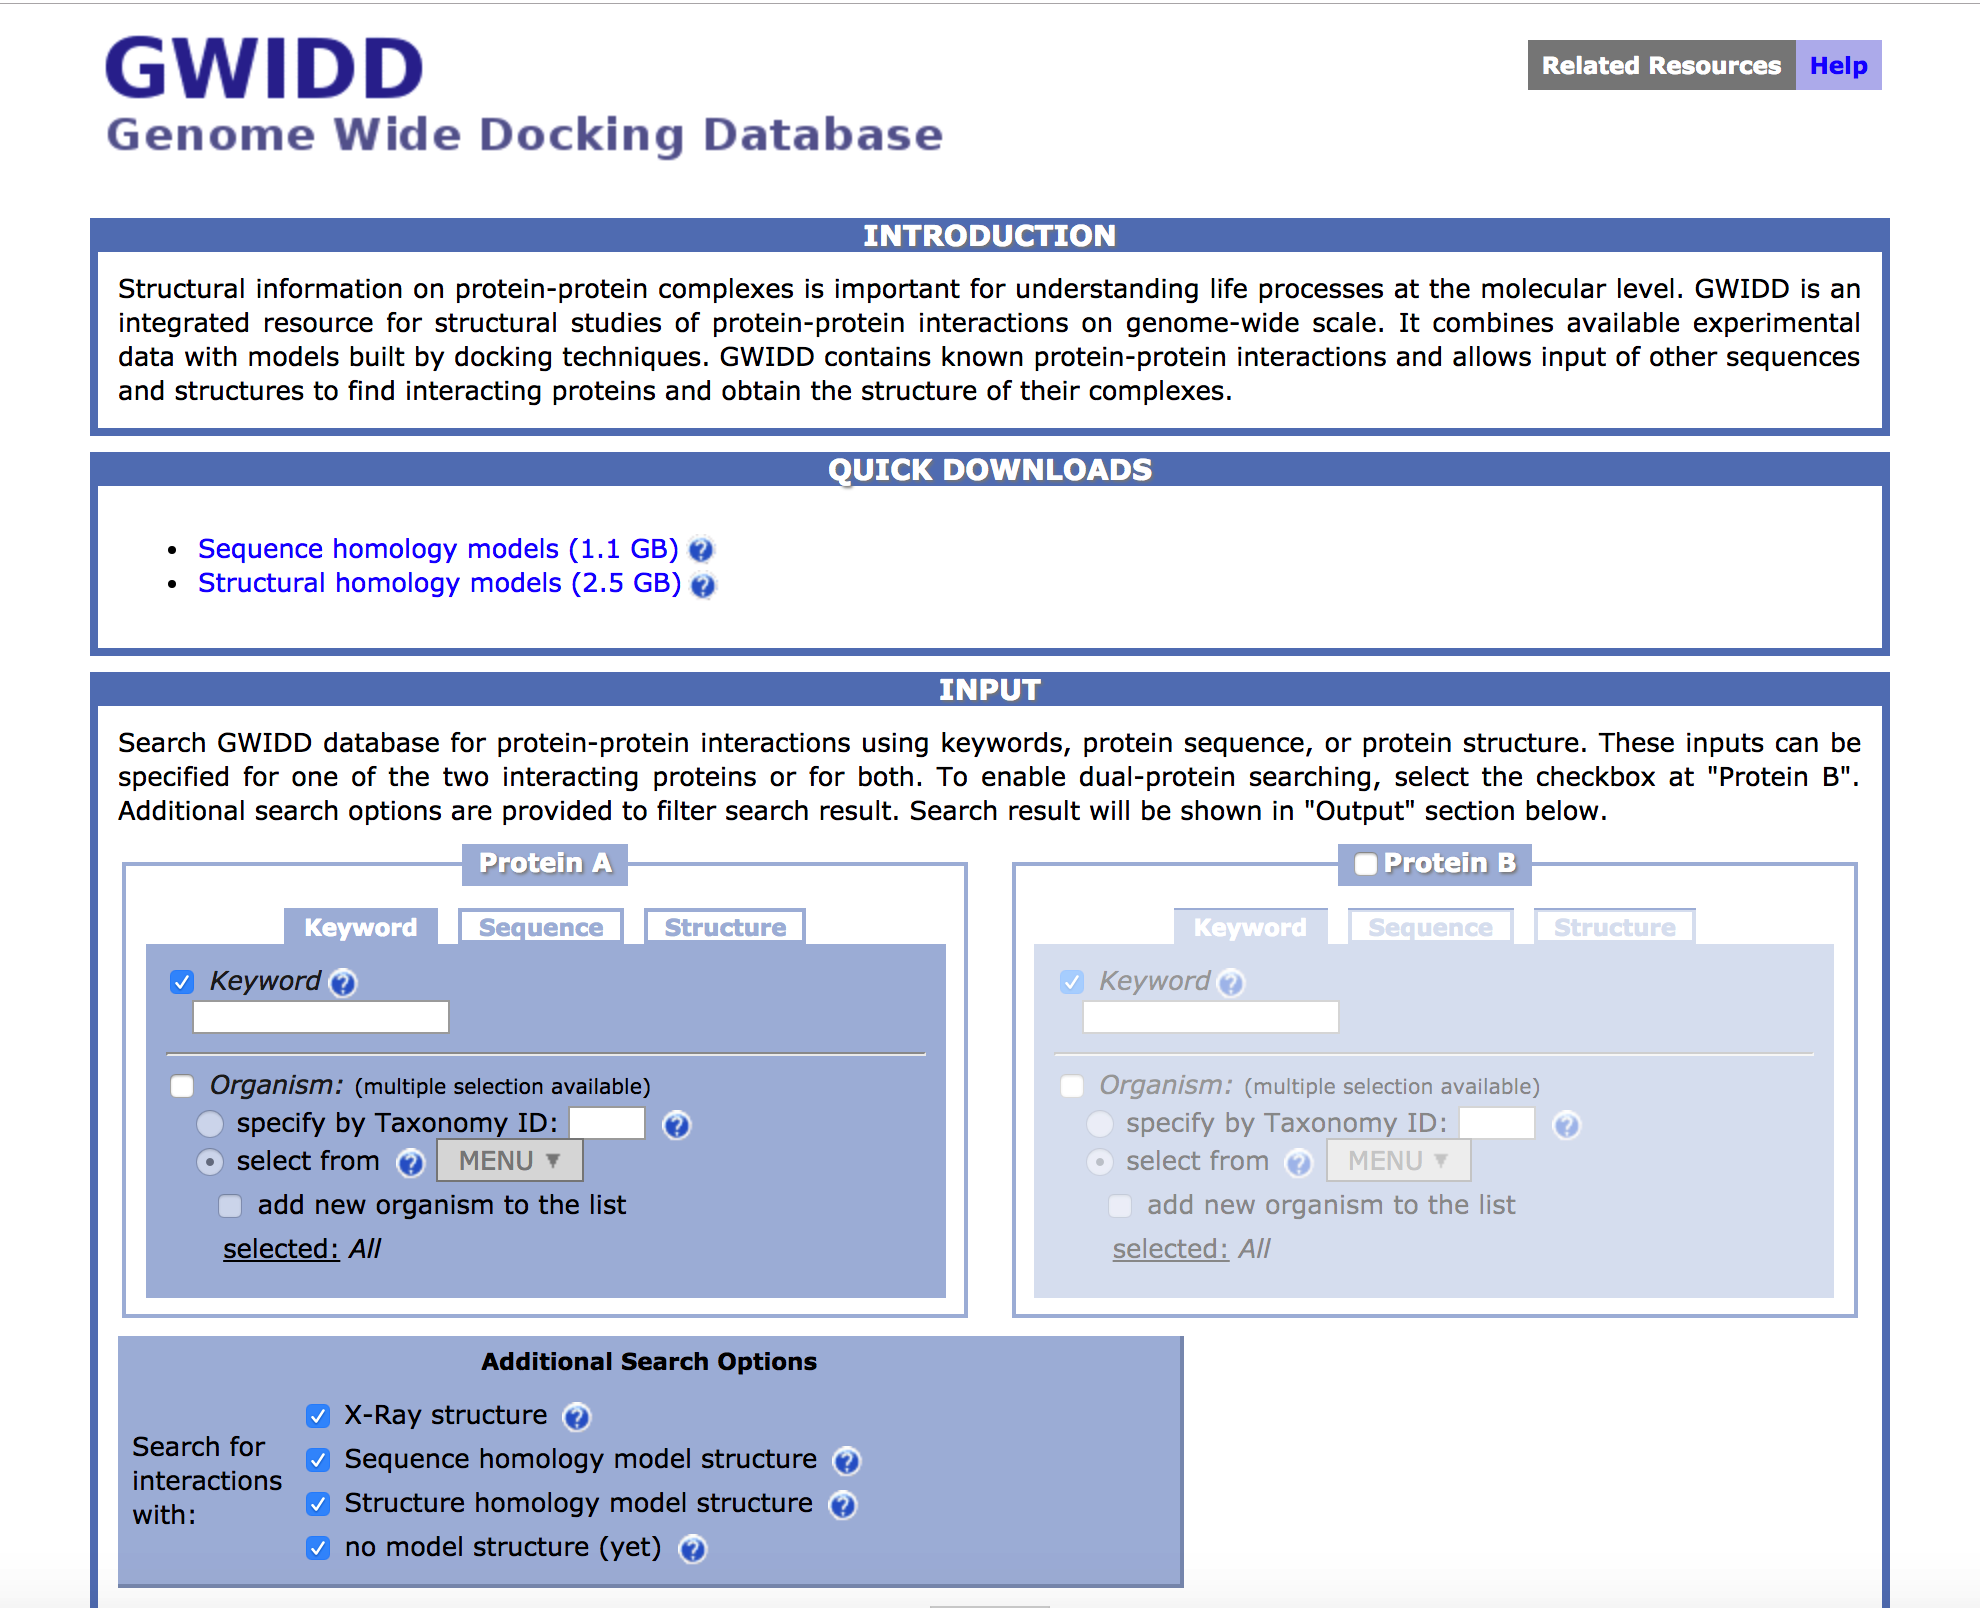 GWIDD
Genome Wide Docking Database
Related Resources Help
INTRODUCTION
Structural information on protein-protein complexes is important for understanding life processes at the molecular level. GWIDD is an
integrated resource for structural studies of protein-protein interactions on genome-wide scale. It combines available experimental
data with models built by docking techniques. GWIDD contains known protein-protein interactions and allows input of other sequences
and structures to find interacting proteins and obtain the structure of their complexes.
QUICK DOWNLOADS
• Sequence homology models (1.1 GB) ?
• Structural homology models (2.5 GB) ?
INPUT
Search GWIDD database for protein-protein interactions using keywords, protein sequence, or protein structure. These inputs can be
specified for one of the two interacting proteins or for both. To enable dual-protein searching, select the checkbox at "Protein B".
Additional search options are provided to filter search result. Search result will be shown in "Output" section below.
Protein A
Keyword Sequence Structure
Keyword ?
Organism: (multiple selection available)
specify by Taxonomy ID: ?
select from ? MENU ▼
add new organism to the list
selected: All
Protein B
Keyword Sequence Structure
Keyword ?
Organism: (multiple selection available)
specify by Taxonomy ID: ?
select from ? MENU ▼
add new organism to the list
selected: All
Additional Search Options
Search for
interactions
with:
X-Ray structure ?
Sequence homology model structure ?
Structure homology model structure ?
no model structure (yet) ?